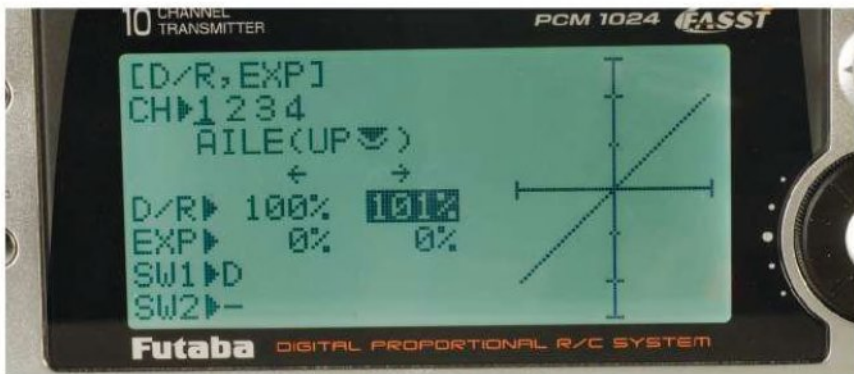 10 CHANNEL TRANSMITTER
PCM 1024 FASST
[D/R,EXP]
CH▶1234
AILE(UP)
← →
D/R▶ 100% 101%
EXP▶ 0% 0%
SW1▶D
SW2▶-
Futaba DIGITAL PROPORTIONAL R/C SYSTEM